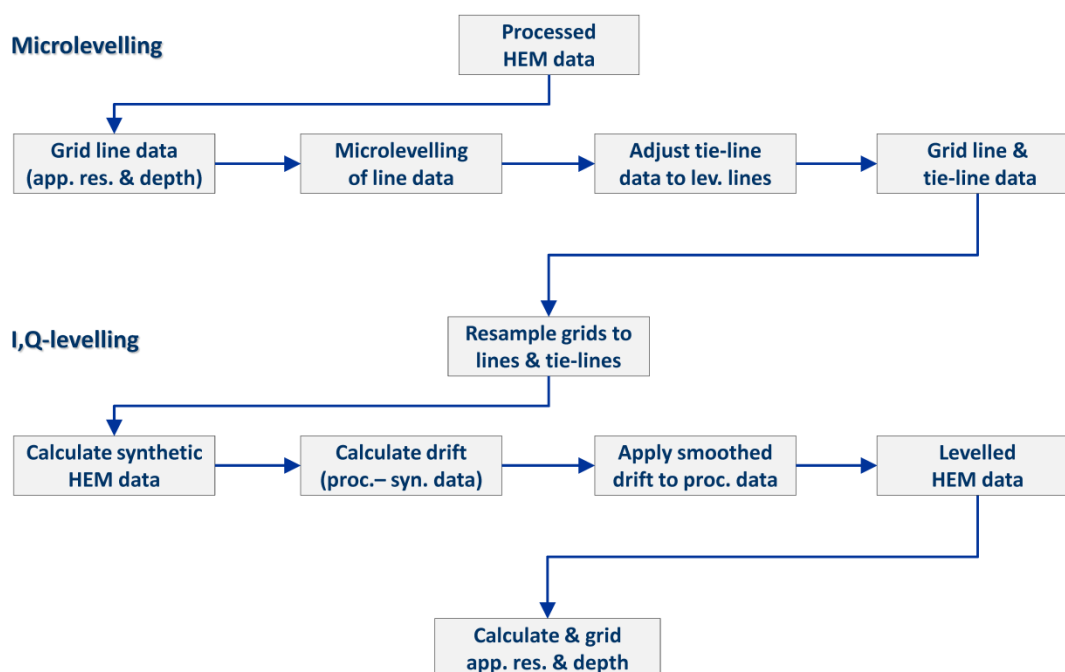 Microlevelling
Processed
HEM data
Grid line data
(app. res. & depth)
Microlevelling
of line data
Adjust tie-line
data to lev. lines
Grid line &
tie-line data
I,Q-levelling
Resample grids to
lines & tie-lines
Calculate synthetic
HEM data
Calculate drift
(proc.– syn. data)
Apply smoothed
drift to proc. data
Levelled
HEM data
Calculate & grid
app. res. & depth